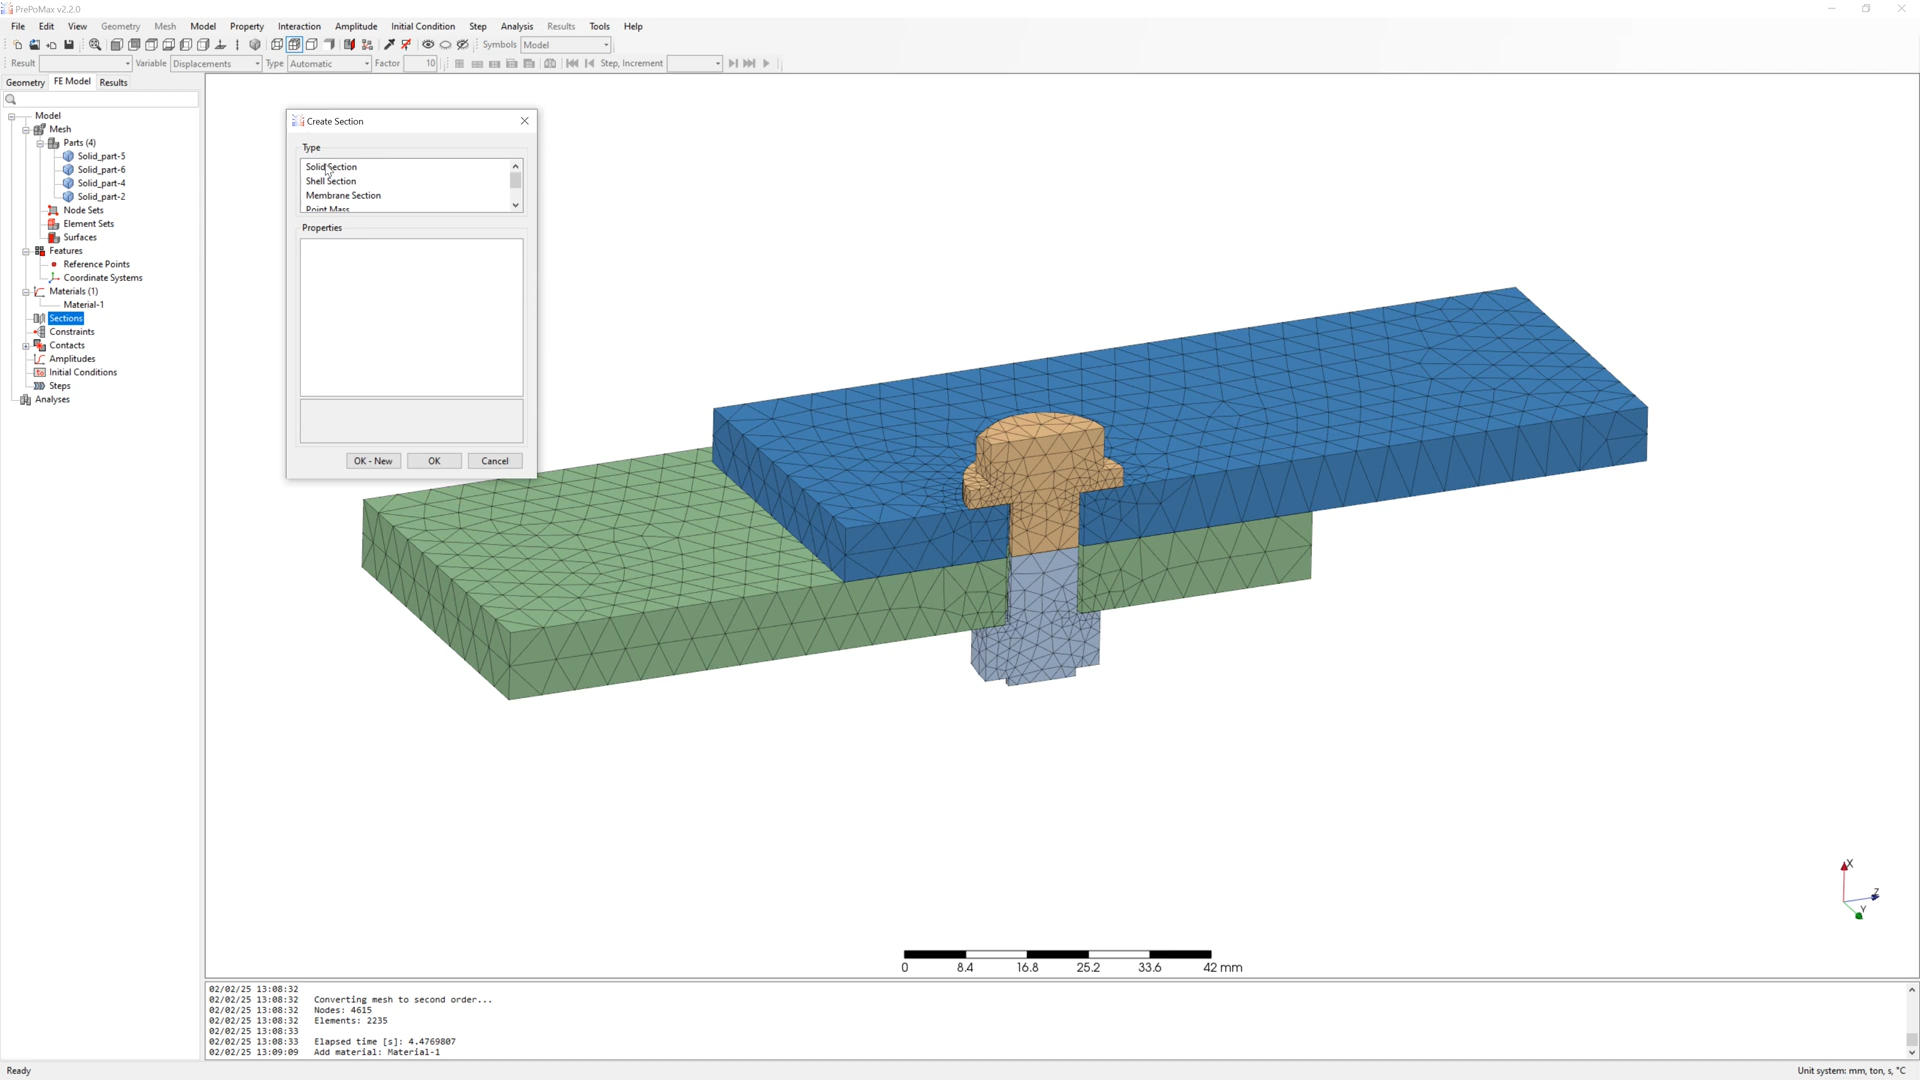 PrePoMax v2.2.0
File Edit View Geometry Mesh Model Property Interaction Amplitude Initial Condition Step Analysis Results Tools Help
Symbols Model
Result Variable Displacements Type Automatic Factor 10 Step, Increment
Geometry FE Model Results
Model
Mesh
Parts (4)
Solid_part-5
Solid_part-6
Solid_part-4
Solid_part-2
Node Sets
Element Sets
Surfaces
Features
Reference Points
Coordinate Systems
Materials (1)
Material-1
Sections
Constraints
Contacts
Amplitudes
Initial Conditions
Steps
Analyses
Create Section
Type
Solid Section
Shell Section
Membrane Section
Point Mass
Properties
OK - New OK Cancel
X
Z
Y
0 8.4 16.8 25.2 33.6 42 mm
02/02/25 13:08:32
02/02/25 13:08:32 Converting mesh to second order...
02/02/25 13:08:32 Nodes: 4615
02/02/25 13:08:32 Elements: 2235
02/02/25 13:08:33
02/02/25 13:08:33 Elapsed time [s]: 4.4769807
02/02/25 13:09:09 Add material: Material-1
Ready Unit system: mm, ton, s, °C